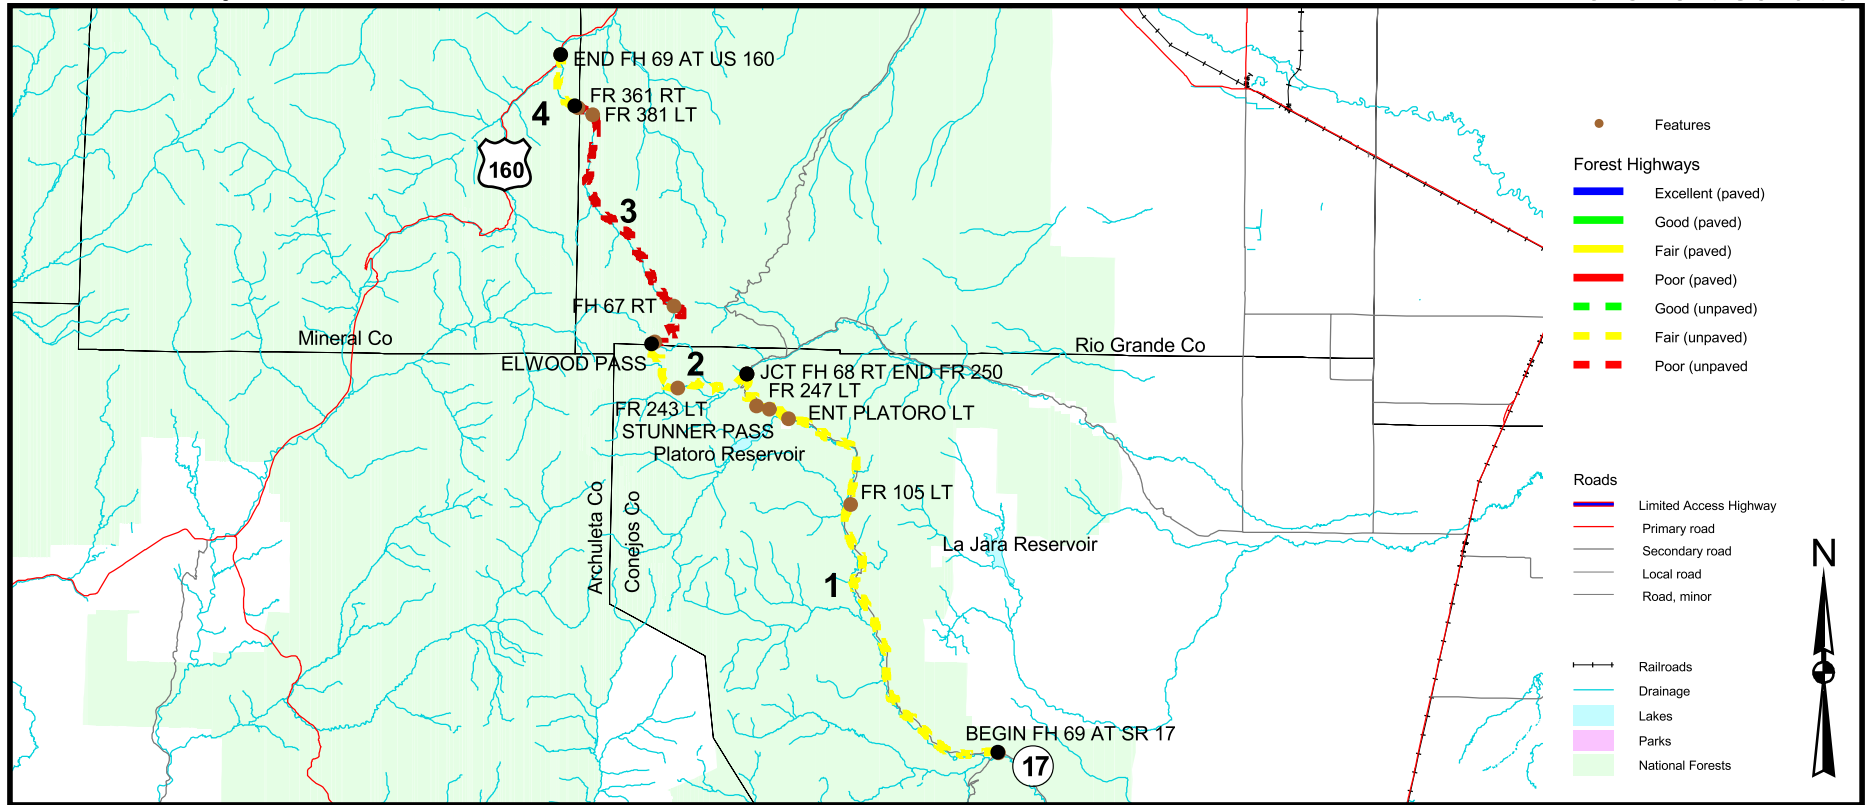 END FH 69 AT US 160
FR 361 RT
4
FR 381 LT
160
3
FH 67 RT
Mineral Co
Rio Grande Co
ELWOOD PASS
2
JCT FH 68 RT END FR 250
FR 247 LT
FR 243 LT
ENT PLATORO LT
STUNNER PASS
Platoro Reservoir
FR 105 LT
Archuleta Co
Conejos Co
La Jara Reservoir
1
BEGIN FH 69 AT SR 17
17
Features
Forest Highways
Excellent (paved)
Good (paved)
Fair (paved)
Poor (paved)
Good (unpaved)
Fair (unpaved)
Poor (unpaved
Roads
Limited Access Highway
Primary road
Secondary road
Local road
Road, minor
N
Railroads
Drainage
Lakes
Parks
National Forests